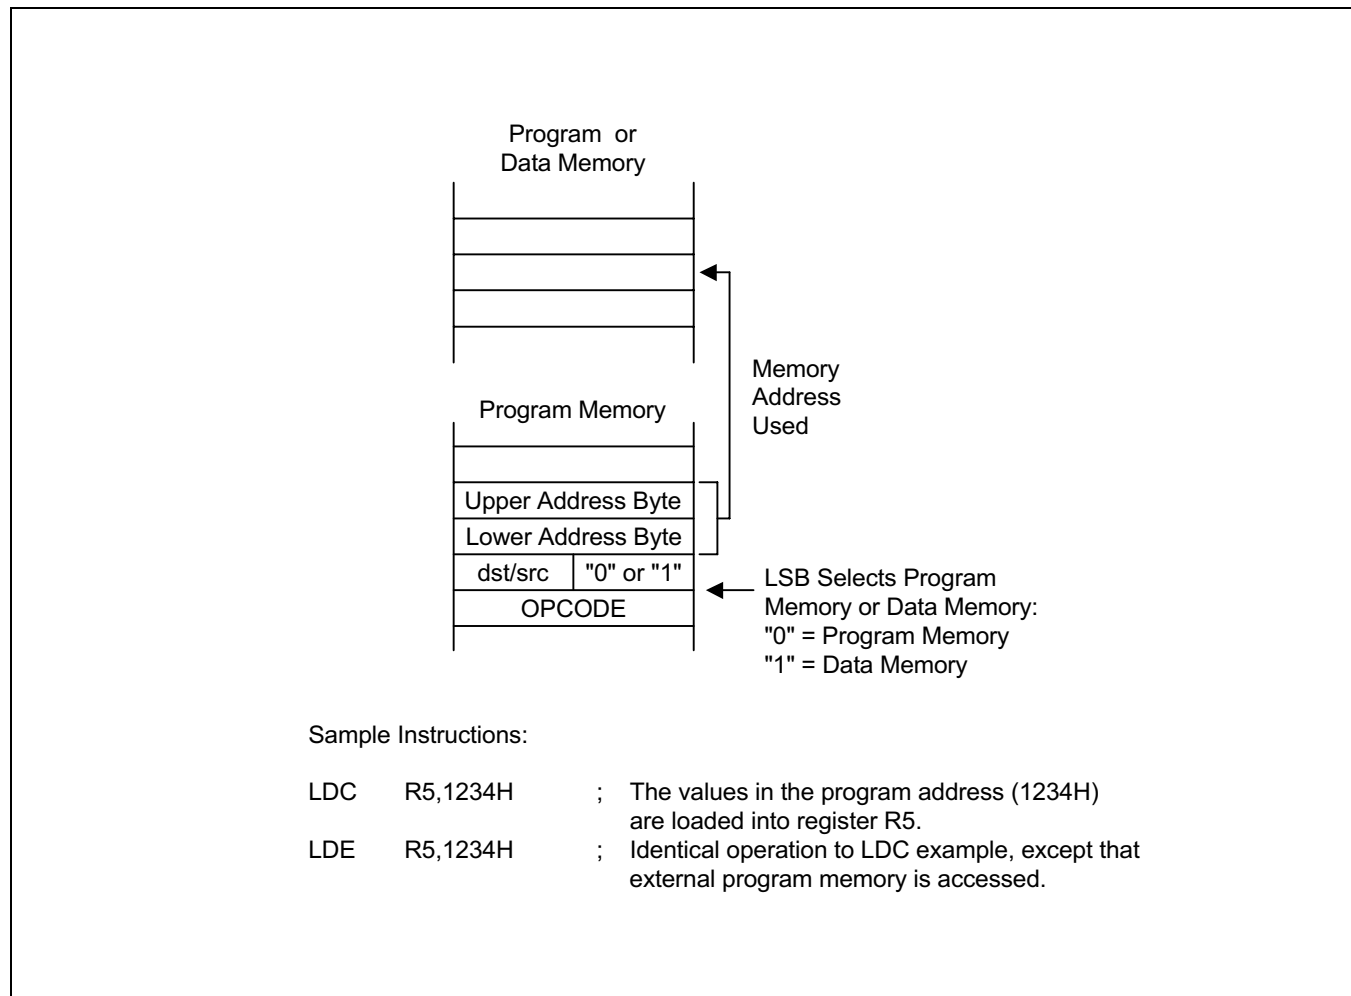 Program or
Data Memory
Memory
Address
Used
Program Memory
Upper Address Byte
Lower Address Byte
dst/src "0" or "1"
OPCODE
LSB Selects Program
Memory or Data Memory:
"0" = Program Memory
"1" = Data Memory
Sample Instructions:
LDC R5,1234H ; The values in the program address (1234H)
are loaded into register R5.
LDE R5,1234H ; Identical operation to LDC example, except that
external program memory is accessed.